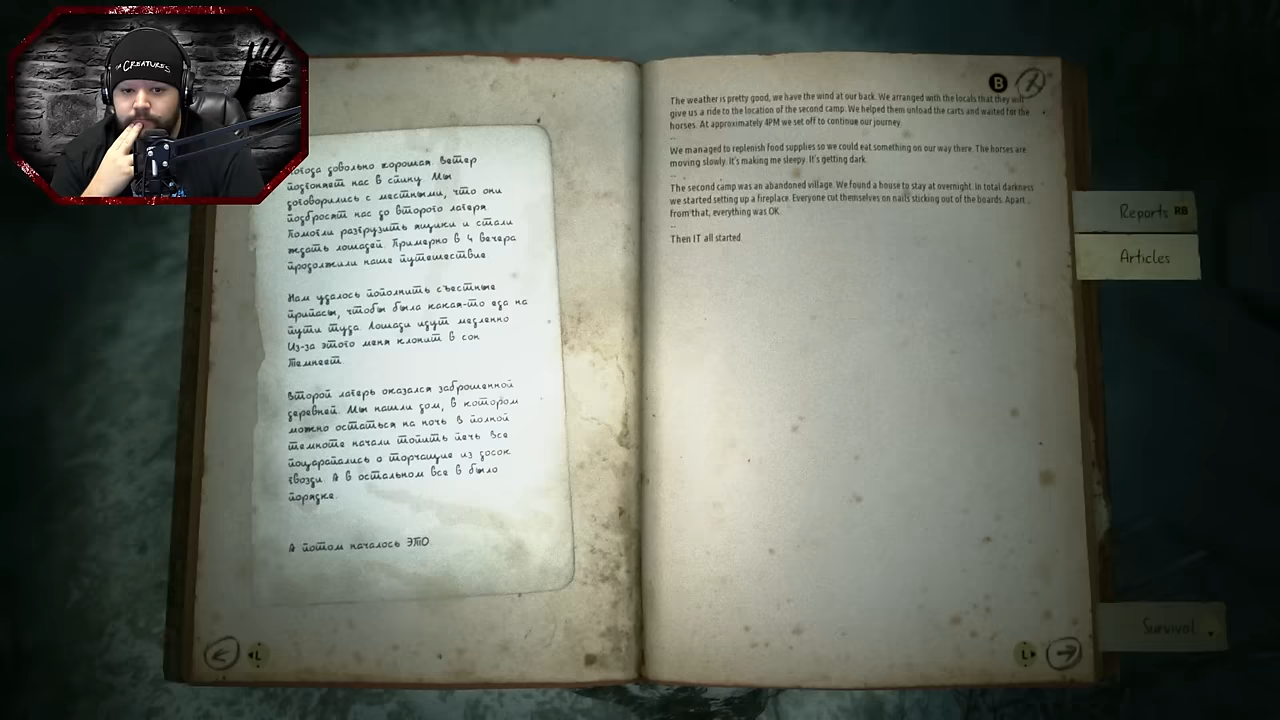 THE CREATURES
погода довольно хорошая. Ветер
подгоняет нас в спину. Мы
договорились с местными, что они
подбросят нас до второго лагеря.
Помогли разгрузить ящики и стали
ждать лошадей. Примерно в 4 вечера
продолжили наше путешествие
Нам удалось пополнить съестные
припасы, чтобы была какая-то еда на
пути туда. Лошади идут медленно
Из-за этого меня клонит в сон
Темнеет.
Второй лагерь оказался заброшенной
деревней. Мы нашли дом, в котором
можно остаться на ночь в полной
темноте начали топить печь Все
поцарапались о торчащие из досок
гвозди. А в остальном все в было
порядке.
А потом началось ЭТО.
L
B
The weather is pretty good, we have the wind at our back. We arranged with the locals that they will
give us a ride to the location of the second camp. We helped them unload the carts and waited for the
horses. At approximately 4PM we set off to continue our journey.
...
We managed to replenish food supplies so we could eat something on our way there. The horses are
moving slowly. It's making me sleepy. It's getting dark.
...
The second camp was an abandoned village. We found a house to stay at overnight. In total darkness
we started setting up a fireplace. Everyone cut themselves on nails sticking out of the boards. Apart
from that, everything was OK.
...
Then IT all started.
L
Reports RB
Articles
Survival